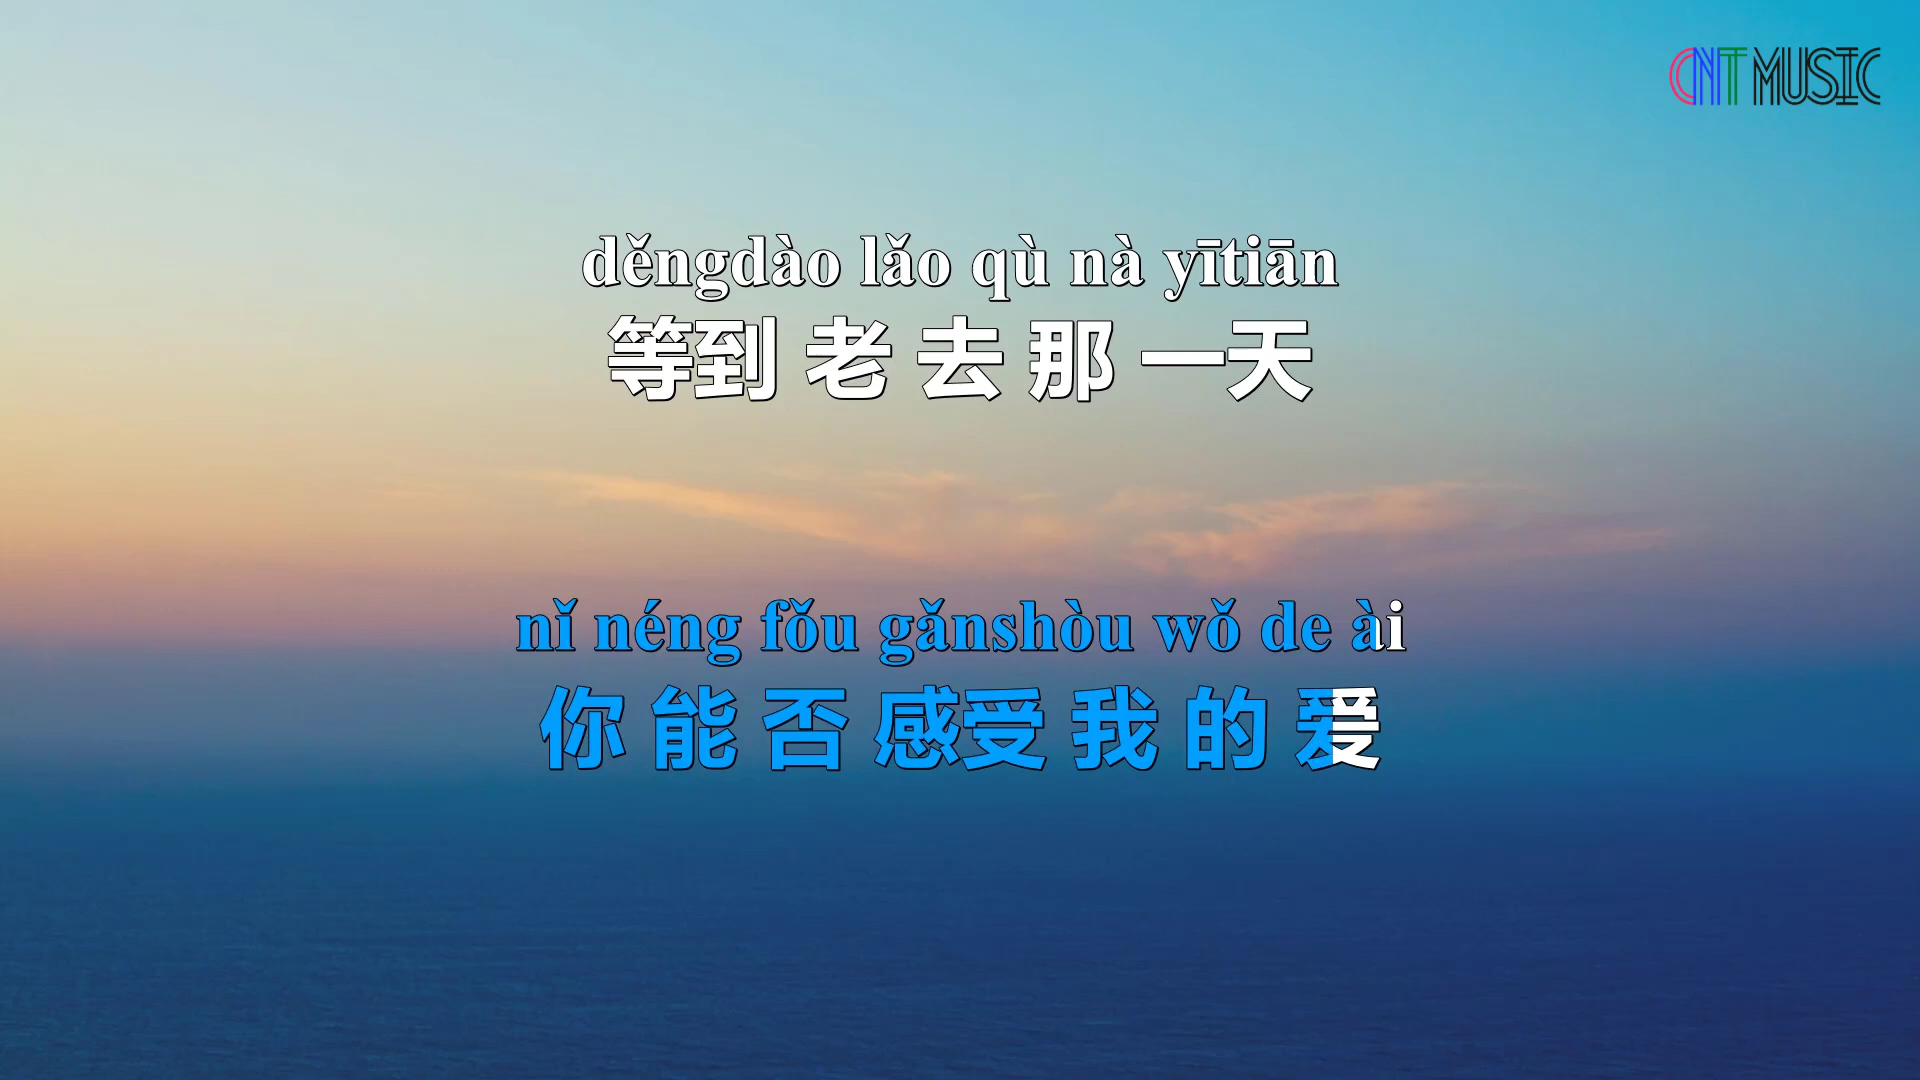 CNT MUSIC
děngdào lǎo qù nà yītiān
等到 老 去 那 一天
nǐ néng fǒu gǎnshòu wǒ de ài
你 能 否 感受 我 的 爱